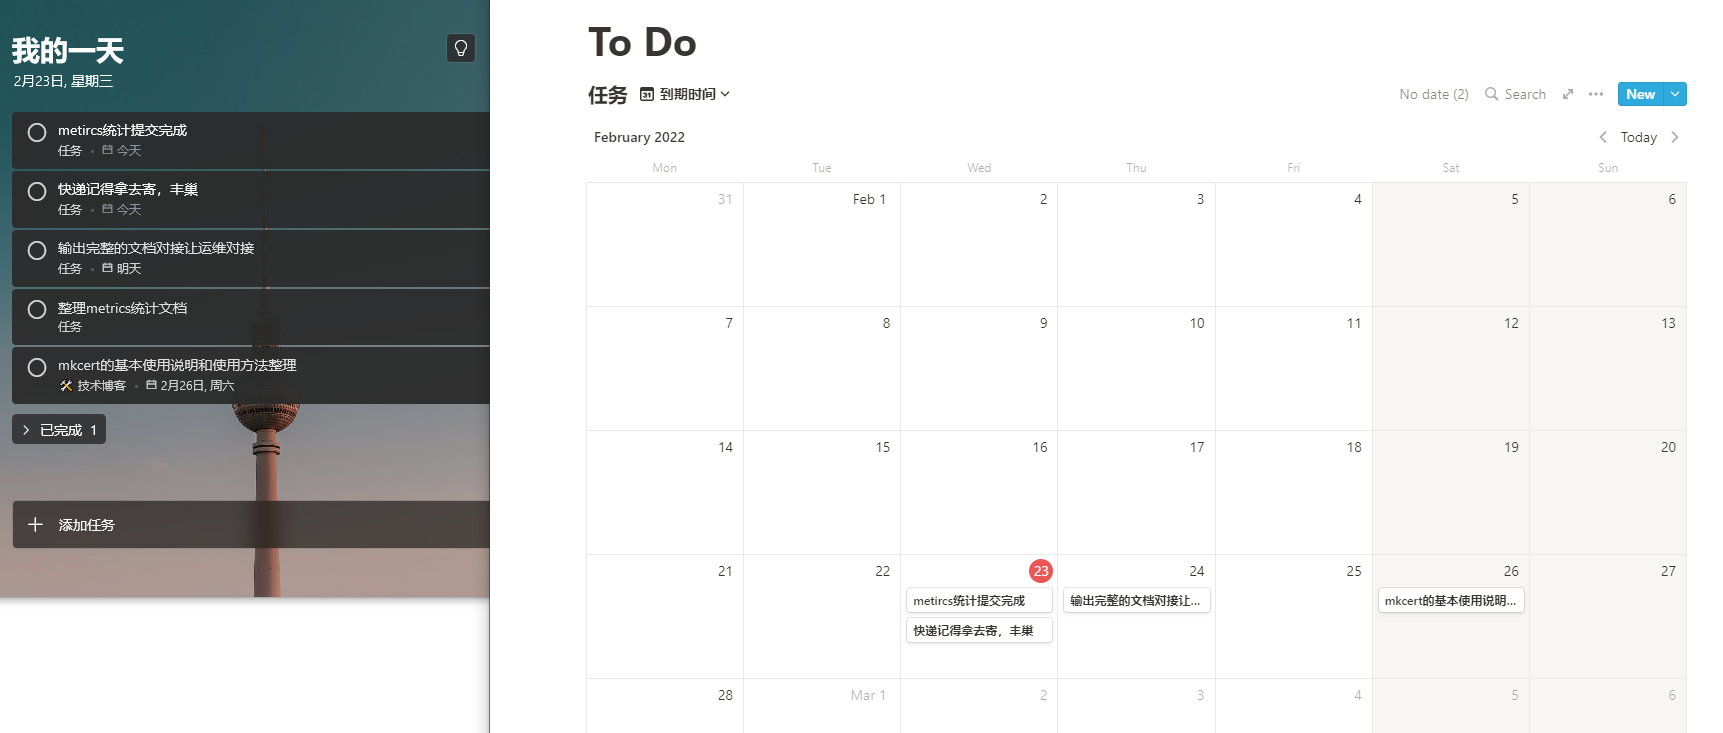 我的一天
2月23日, 星期三
metircs统计提交完成
任务 • 今天
快递记得拿去寄，丰巢
任务 • 今天
输出完整的文档对接让运维对接
任务 • 明天
整理metrics统计文档
任务
mkcert的基本使用说明和使用方法整理
技术博客 • 2月26日, 周六
已完成 1
添加任务
To Do
任务 31 到期时间
No date (2) Search New
February 2022
Today
Mon Tue Wed Thu Fri Sat Sun
31 Feb 1 2 3 4 5 6
7 8 9 10 11 12 13
14 15 16 17 18 19 20
21 22 23 24 25 26 27
metircs统计提交完成 输出完整的文档对接让... mkcert的基本使用说明...
快递记得拿去寄，丰巢
28 Mar 1 2 3 4 5 6